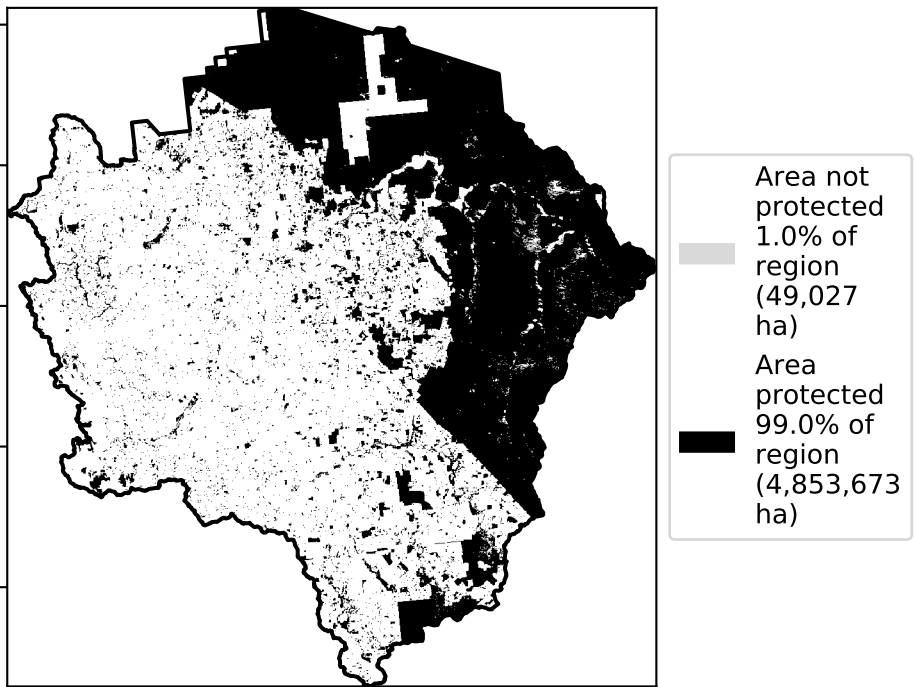 Area not
protected
1.0% of
region
(49,027
ha)
Area
protected
99.0% of
region
(4,853,673
ha)